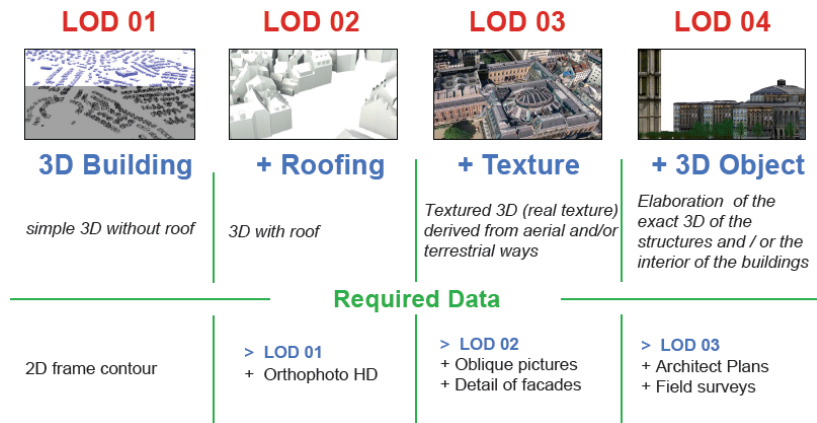 LOD 01
LOD 02
LOD 03
LOD 04
3D Building
+ Roofing
+ Texture
+ 3D Object
simple 3D without roof
3D with roof
Textured 3D (real texture)
derived from aerial and/or
terrestrial ways
Elaboration of the
exact 3D of the
structures and / or the
interior of the buildings
Required Data
2D frame contour
> LOD 01
+ Orthophoto HD
> LOD 02
+ Oblique pictures
+ Detail of facades
> LOD 03
+ Architect Plans
+ Field surveys